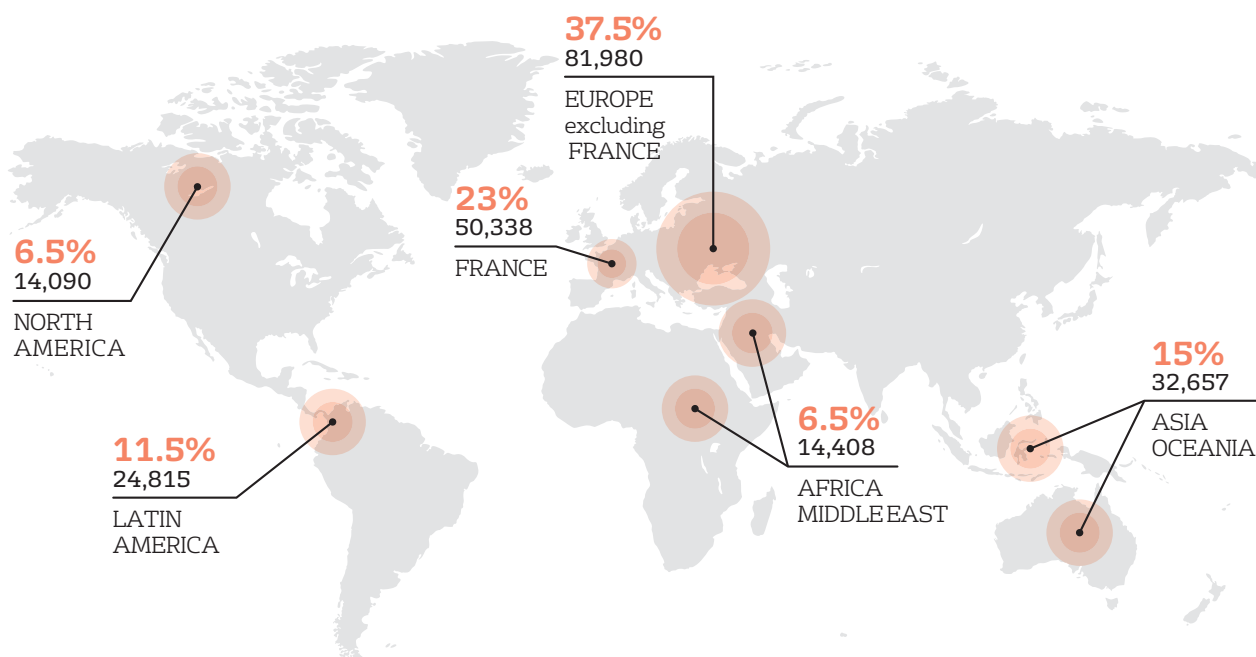 37.5%
81,980
EUROPE
excluding
FRANCE
23%
50,338
FRANCE
6.5%
14,090
NORTH
AMERICA
11.5%
24,815
LATIN
AMERICA
6.5%
14,408
AFRICA
MIDDLE EAST
15%
32,657
ASIA
OCEANIA